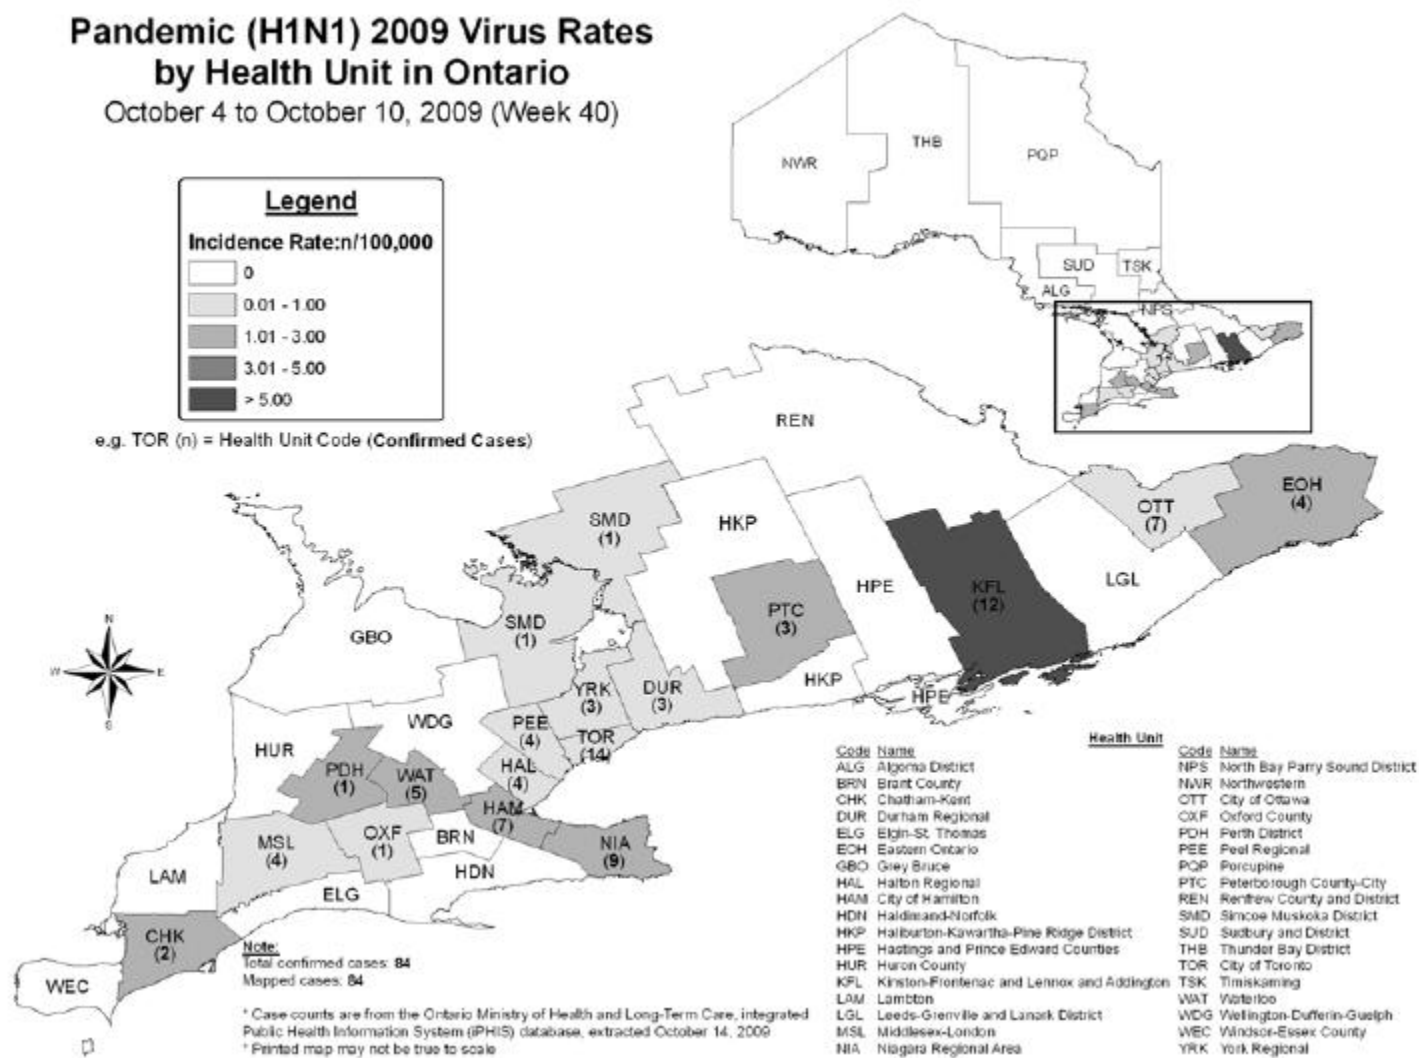 Pandemic (H1N1) 2009 Virus Rates
by Health Unit in Ontario
October 4 to October 10, 2009 (Week 40)
Legend
Incidence Rate:n/100,000
0
0.01 - 1.00
1.01 - 3.00
3.01 - 5.00
> 5.00
e.g. TOR (n) = Health Unit Code (Confirmed Cases)
NWR
THB
PQP
SUD
TSK
ALG
NPS
REN
SMD
(1)
HKP
OTT
(7)
EOH
(4)
HPE
KFL
(12)
LGL
PTC
(3)
GBO
SMD
(1)
HKP
HPE
YRK
(3)
DUR
(3)
WDG
PEE
(4)
TOR
(14)
HUR
PDH
(1)
WAT
(5)
HAL
(4)
HAM
(7)
NIA
(9)
MSL
(4)
OXF
(1)
BRN
HDN
LAM
ELG
CHK
(2)
WEC
N
W
E
S
Note:
Total confirmed cases: 84
Mapped cases: 84
* Case counts are from the Ontario Ministry of Health and Long-Term Care, integrated
Public Health Information System (iPHIS) database, extracted October 14, 2009
* Printed map may not be true to scale
Health Unit
Code Name
ALG Algoma District
BRN Brant County
CHK Chatham-Kent
DUR Durham Regional
ELG Elgin-St. Thomas
EOH Eastern Ontario
GBO Grey Bruce
HAL Halton Regional
HAM City of Hamilton
HDN Haldimand-Norfolk
HKP Haliburton-Kawartha-Pine Ridge District
HPE Hastings and Prince Edward Counties
HUR Huron County
KFL Kinston-Frontenac and Lennox and Addington
LAM Lambton
LGL Leeds-Grenville and Lanark District
MSL Middlesex-London
NIA Niagara Regional Area
Code Name
NPS North Bay Parry Sound District
NWR Northwestern
OTT City of Ottawa
OXF Oxford County
PDH Perth District
PEE Peel Regional
PQP Porcupine
PTC Peterborough County-City
REN Renfrew County and District
SMD Simcoe Muskoka District
SUD Sudbury and District
THB Thunder Bay District
TOR City of Toronto
TSK Timiskaming
WAT Waterloo
WDG Wellington-Dufferin-Guelph
WEC Windsor-Essex County
YRK York Regional